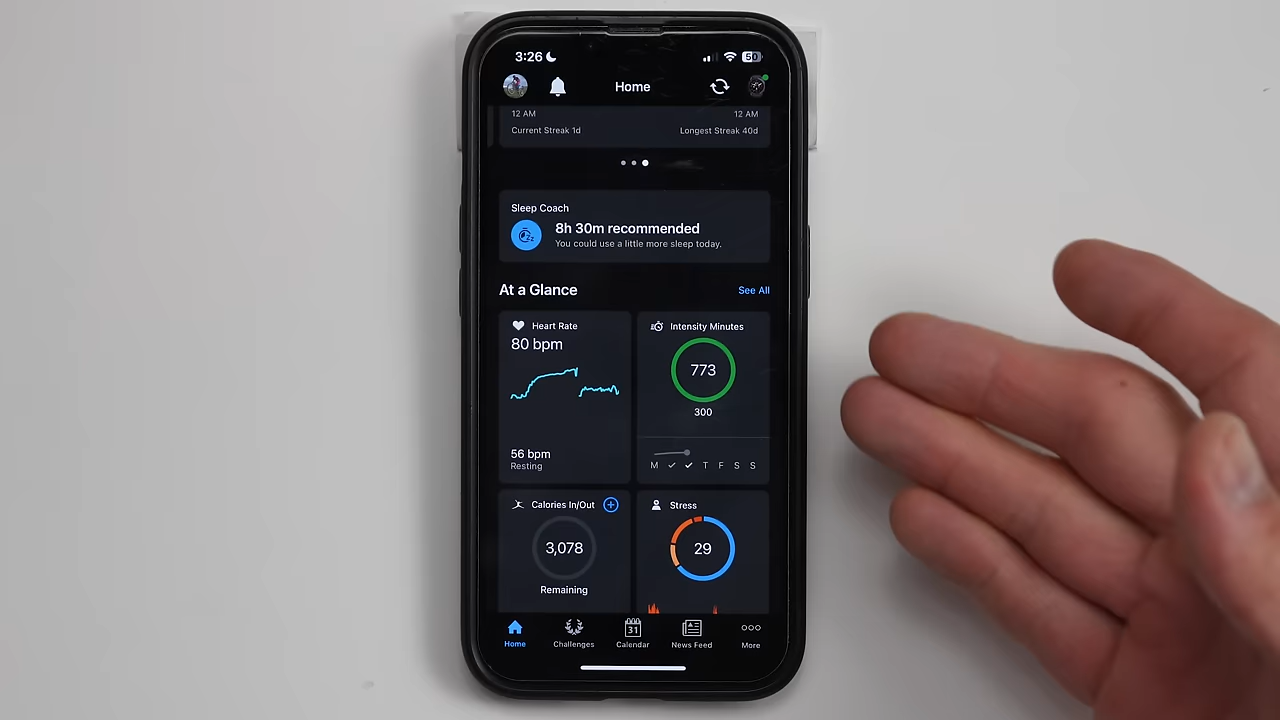 3:26
50
Home
12 AM 12 AM
Current Streak 1d Longest Streak 40d
Sleep Coach
8h 30m recommended
You could use a little more sleep today.
At a Glance See All
Heart Rate
80 bpm
56 bpm
Resting
Intensity Minutes
773
300
M T F S S
Calories In/Out
3,078
Remaining
Stress
29
31
Home Challenges Calendar News Feed More